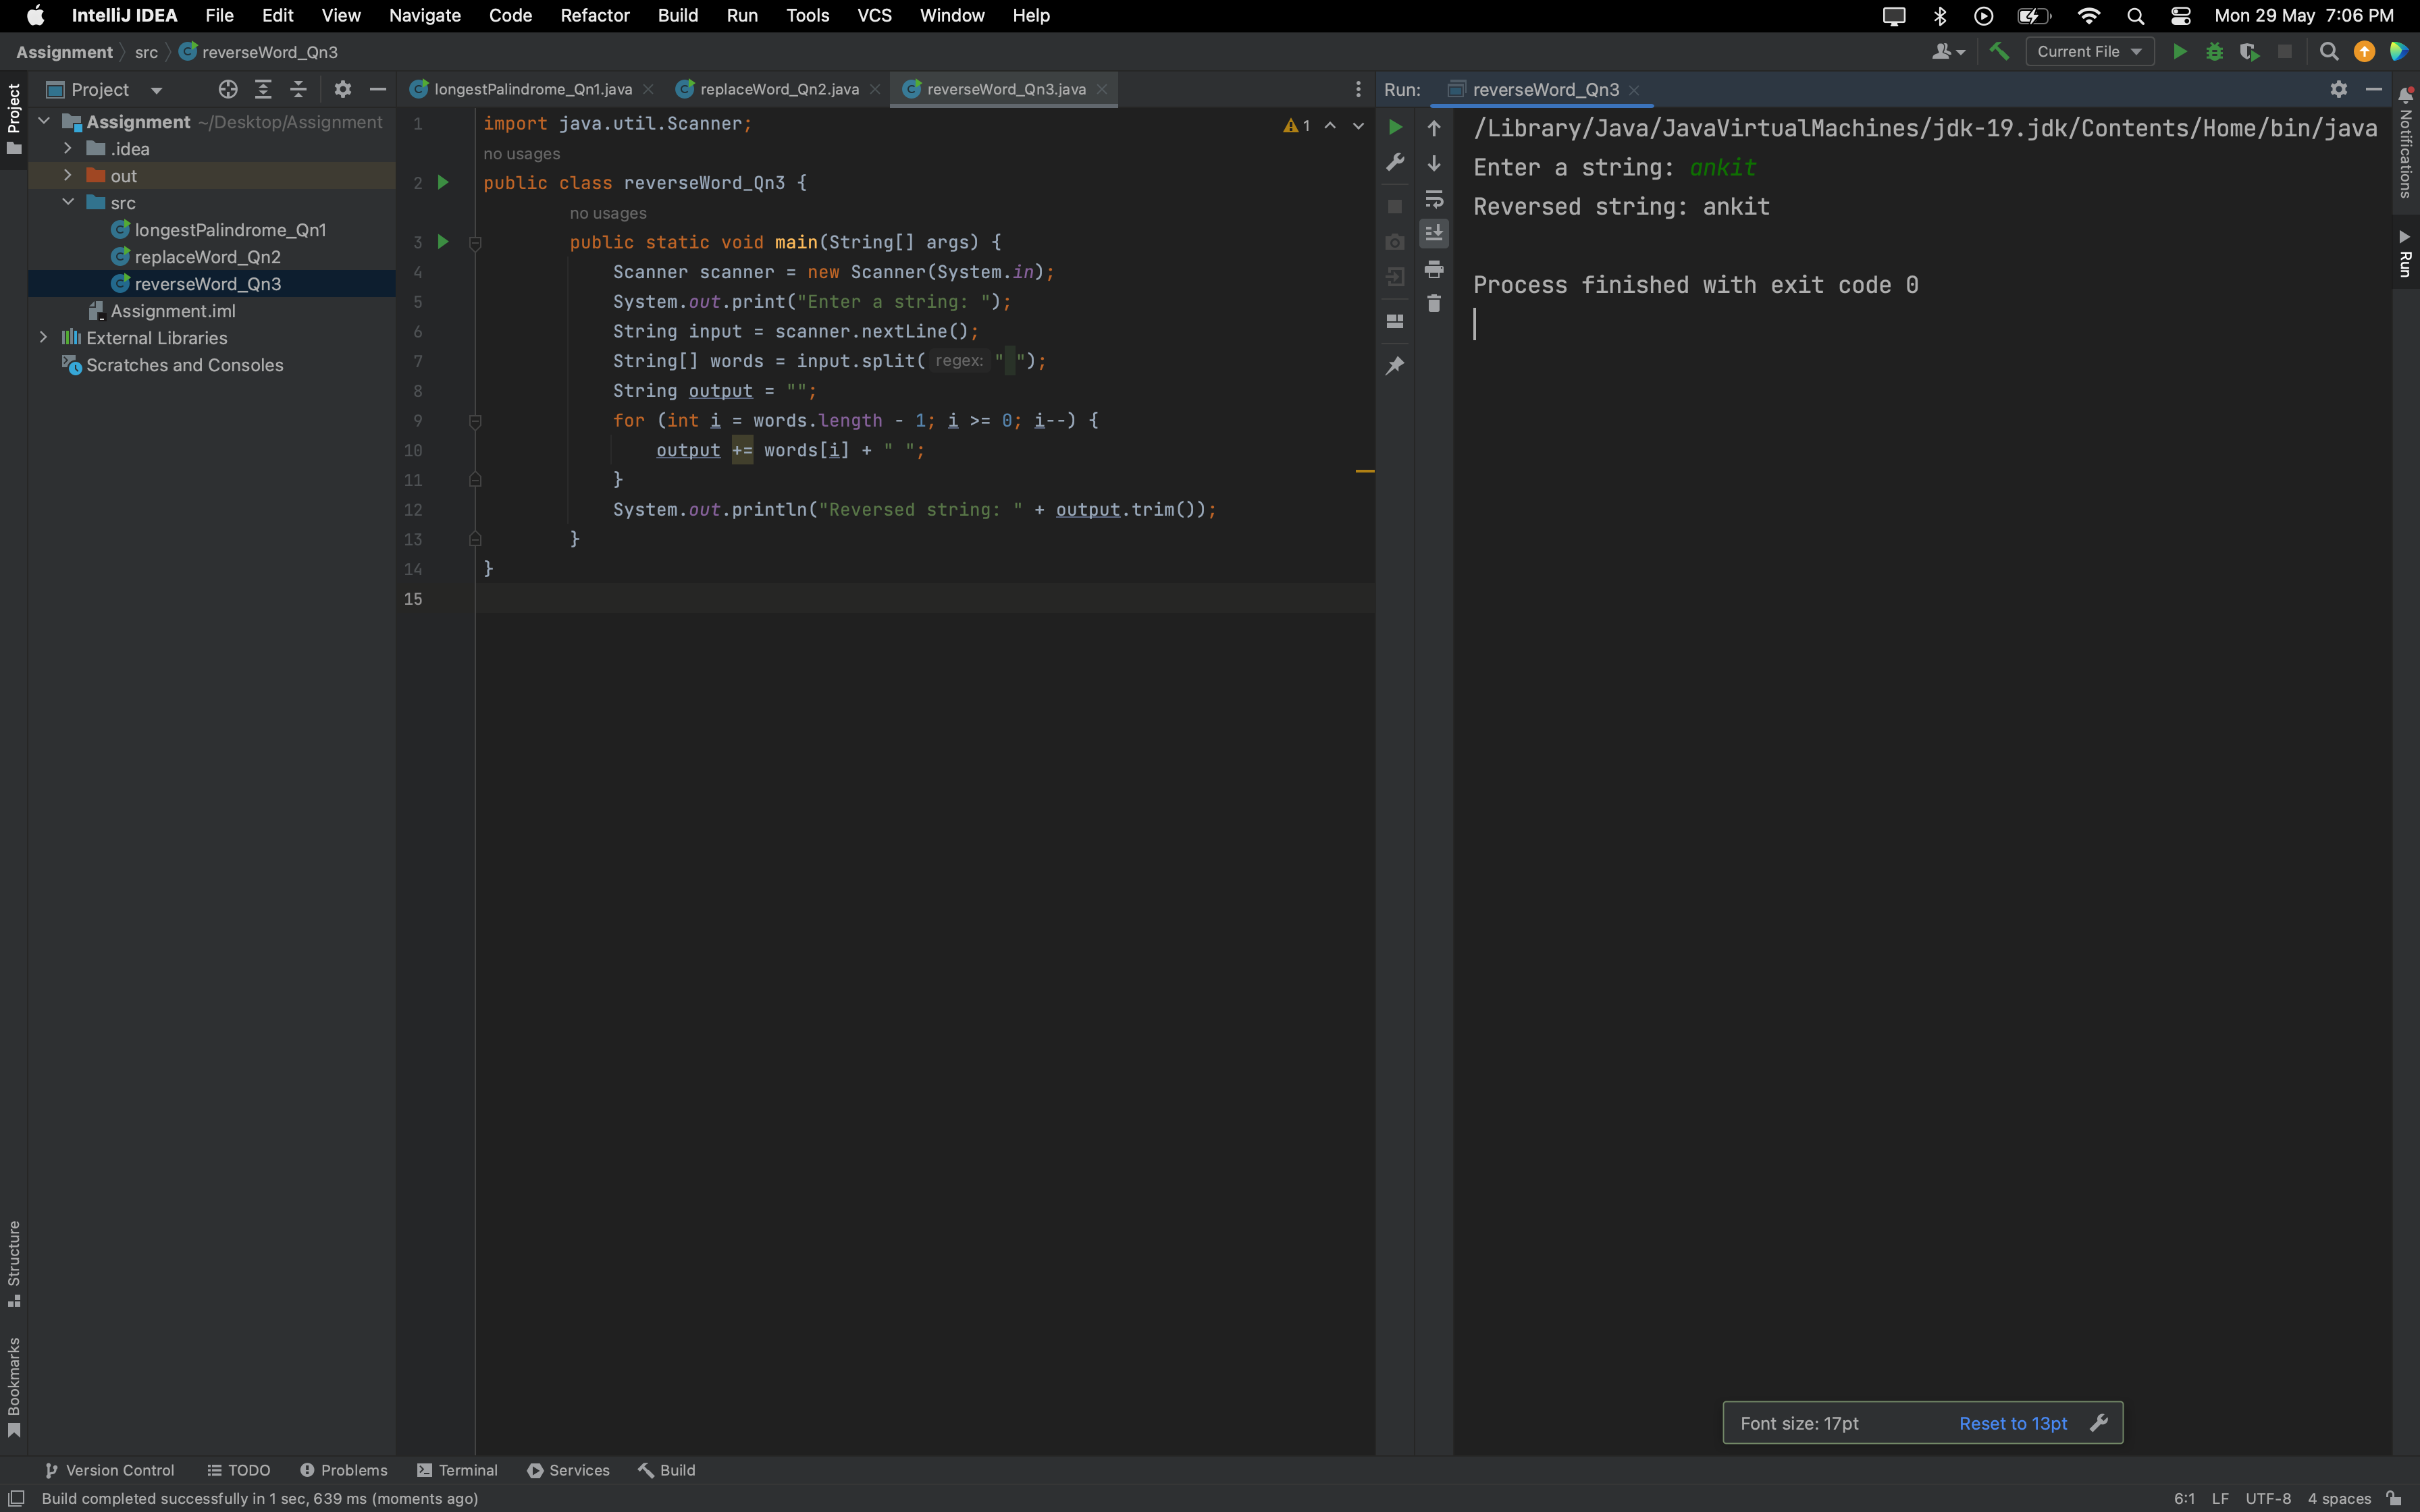 IntelliJ IDEA File Edit View Navigate Code Refactor Build Run Tools VCS Window Help Mon 29 May 7:06 PM
Assignment src reverseWord_Qn3 Current File
Project longestPalindrome_Qn1.java replaceWord_Qn2.java reverseWord_Qn3.java Run: reverseWord_Qn3
Project
Assignment ~/Desktop/Assignment
.idea
out
src
longestPalindrome_Qn1
replaceWord_Qn2
reverseWord_Qn3
Assignment.iml
External Libraries
Scratches and Consoles
Structure
Bookmarks
1 import java.util.Scanner; 1
no usages
2 public class reverseWord_Qn3 {
no usages
3 public static void main(String[] args) {
4 Scanner scanner = new Scanner(System.in);
5 System.out.print("Enter a string: ");
6 String input = scanner.nextLine();
7 String[] words = input.split( regex: " ");
8 String output = "";
9 for (int i = words.length - 1; i >= 0; i--) {
10 output += words[i] + " ";
11 }
12 System.out.println("Reversed string: " + output.trim());
13 }
14 }
15
/Library/Java/JavaVirtualMachines/jdk-19.jdk/Contents/Home/bin/java
Enter a string: ankit
Reversed string: ankit
Process finished with exit code 0
Notifications
Run
Font size: 17pt Reset to 13pt
Version Control TODO Problems Terminal Services Build
Build completed successfully in 1 sec, 639 ms (moments ago) 6:1 LF UTF-8 4 spaces